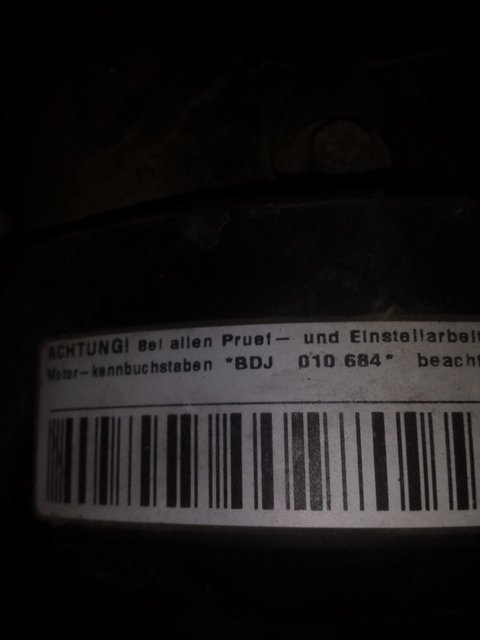 ACHTUNG! Bei allen Pruef- und Einstellarbeit
Motor-kennbuchstaben *BDJ 010 684* beacht